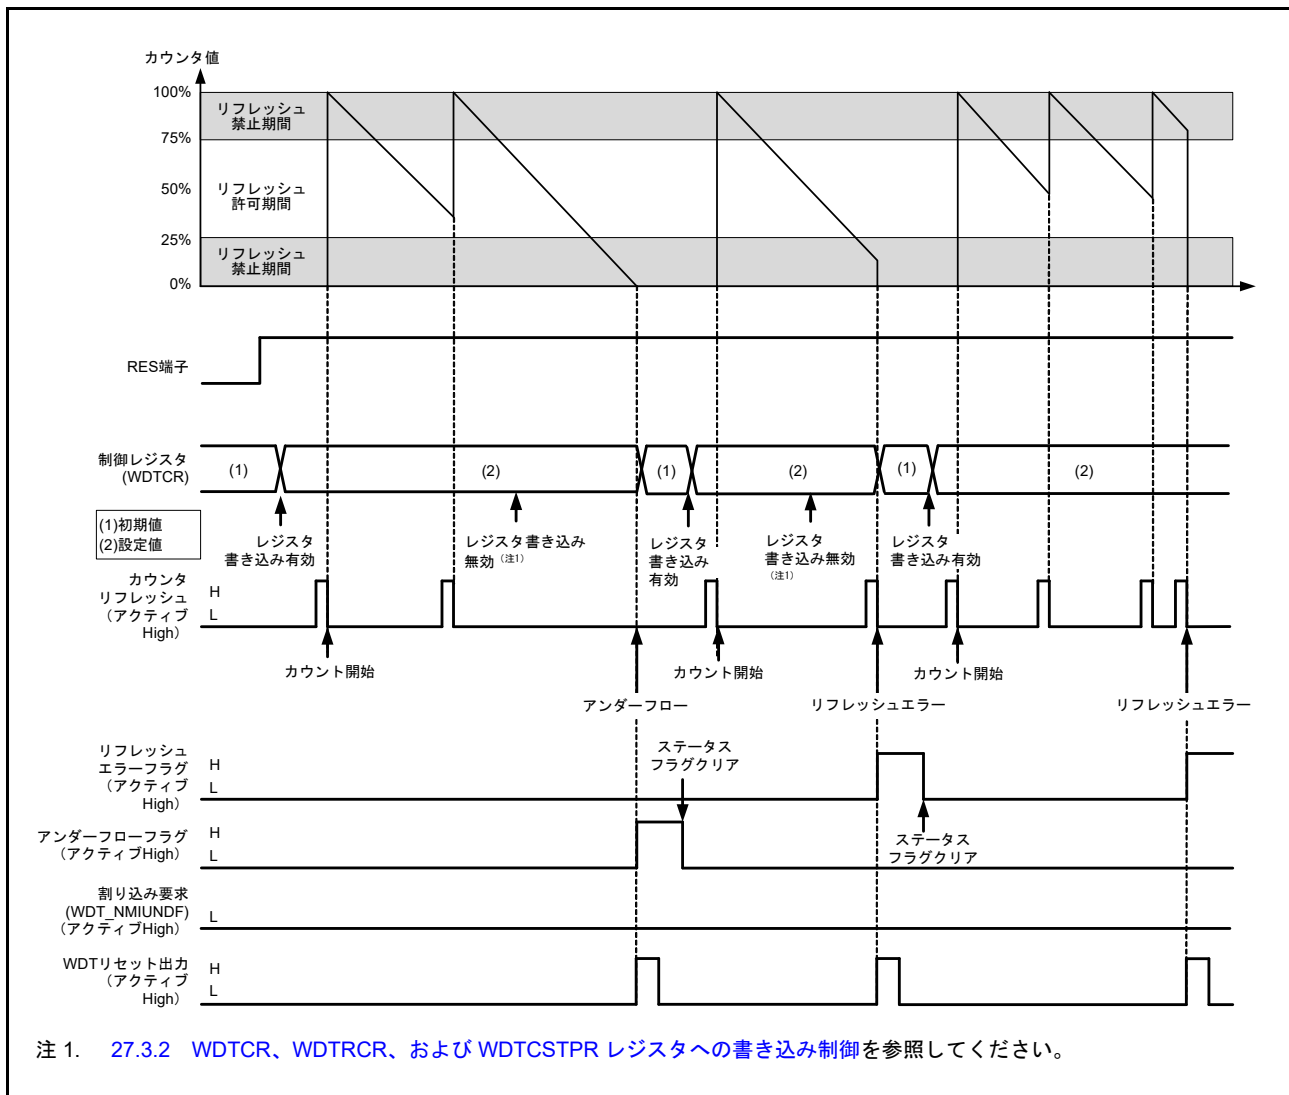 カウンタ値
100%
75%
50%
25%
0%
リフレッシュ
禁止期間
リフレッシュ
許可期間
リフレッシュ
禁止期間
RES端子
制御レジスタ
(WDTCR)
(1)
(2)
(1)
(2)
(1)
(2)
(1)初期値
(2)設定値
レジスタ
書き込み有効
レジスタ書き込み
無効(注1)
レジスタ
書き込み
有効
レジスタ
書き込み無効
(注1)
レジスタ
書き込み有効
カウンタ
リフレッシュ
（アクティブ
High）
H
L
カウント開始
カウント開始
カウント開始
アンダーフロー
リフレッシュエラー
リフレッシュエラー
リフレッシュ
エラーフラグ
（アクティブ
High）
H
L
ステータス
フラグクリア
ステータス
フラグクリア
アンダーフローフラグ
（アクティブHigh）
H
L
割り込み要求
(WDT_NMIUNDF)
（アクティブHigh）
L
WDTリセット出力
（アクティブ
High）
H
L
注 1. 27.3.2 WDTCR、WDTRCR、および WDTCSTPR レジスタへの書き込み制御を参照してください。